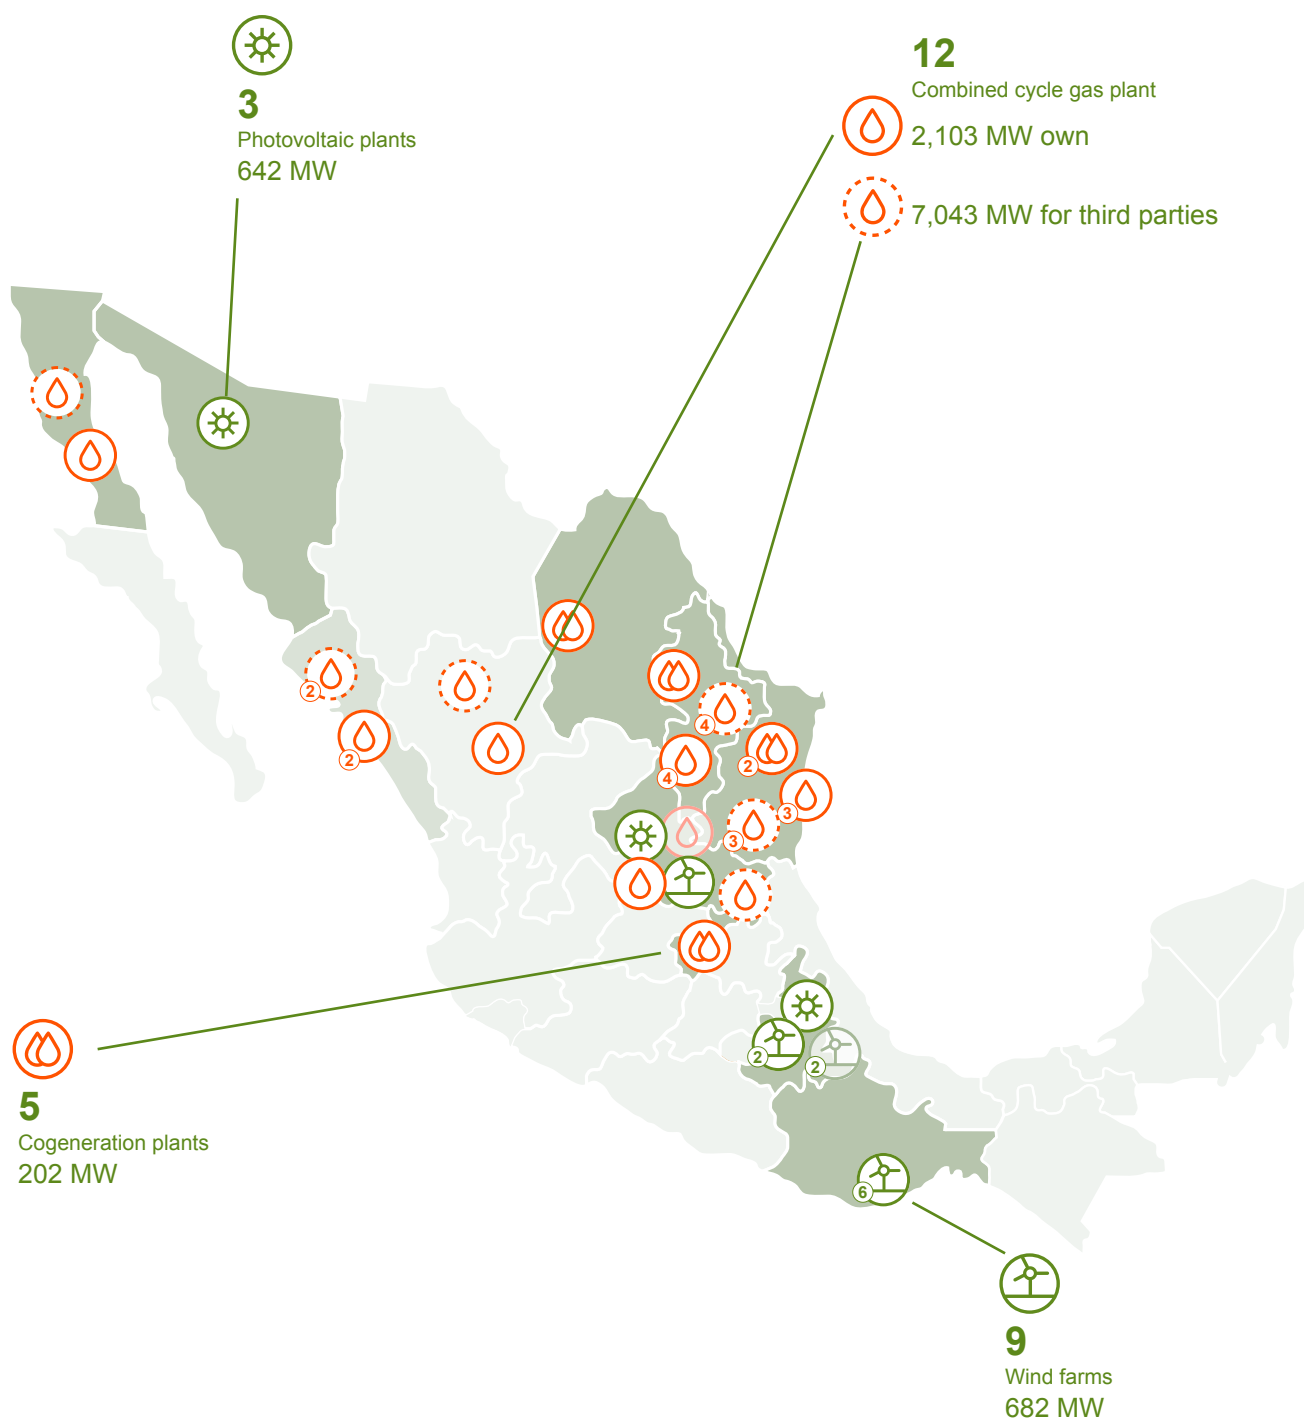 3
Photovoltaic plants
642 MW
12
Combined cycle gas plant
2,103 MW own
7,043 MW for third parties
2
2
4
4
2
3
3
2
2
6
5
Cogeneration plants
202 MW
9
Wind farms
682 MW